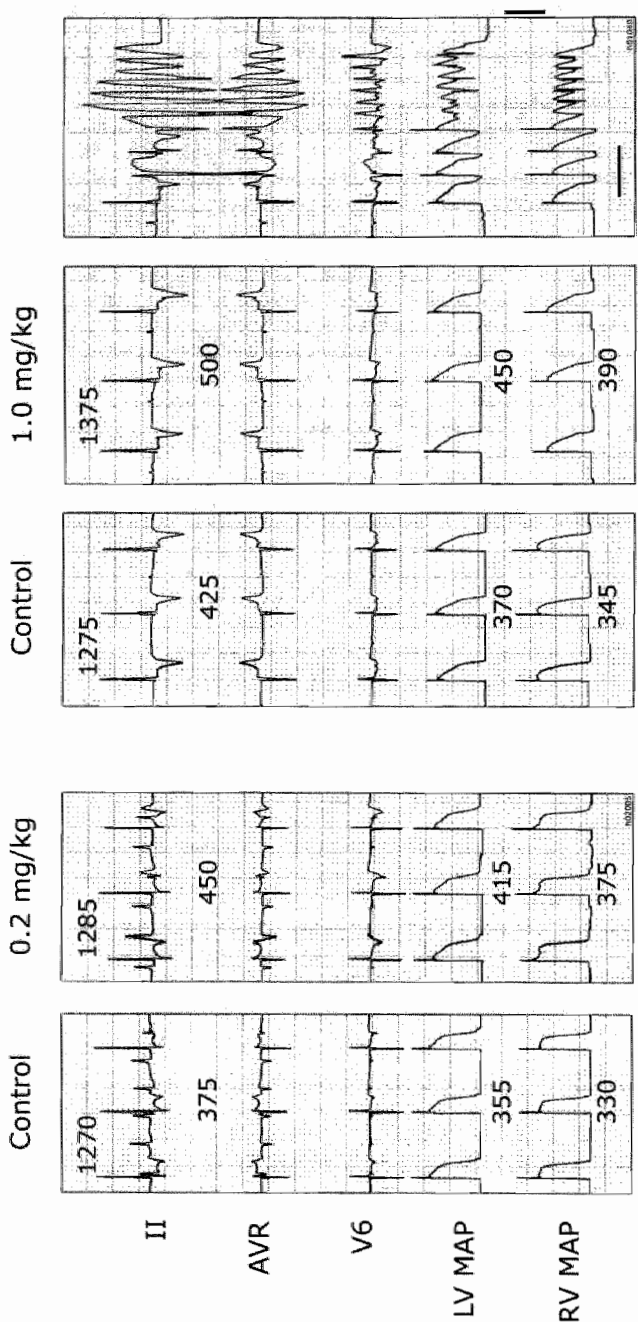 Control 0.2 mg/kg Control 1.0 mg/kg
1270 1285 1275 1375
II
375 450 425 500
AVR
V6
LV MAP
355 415 370 450
RV MAP
330 375 345 390